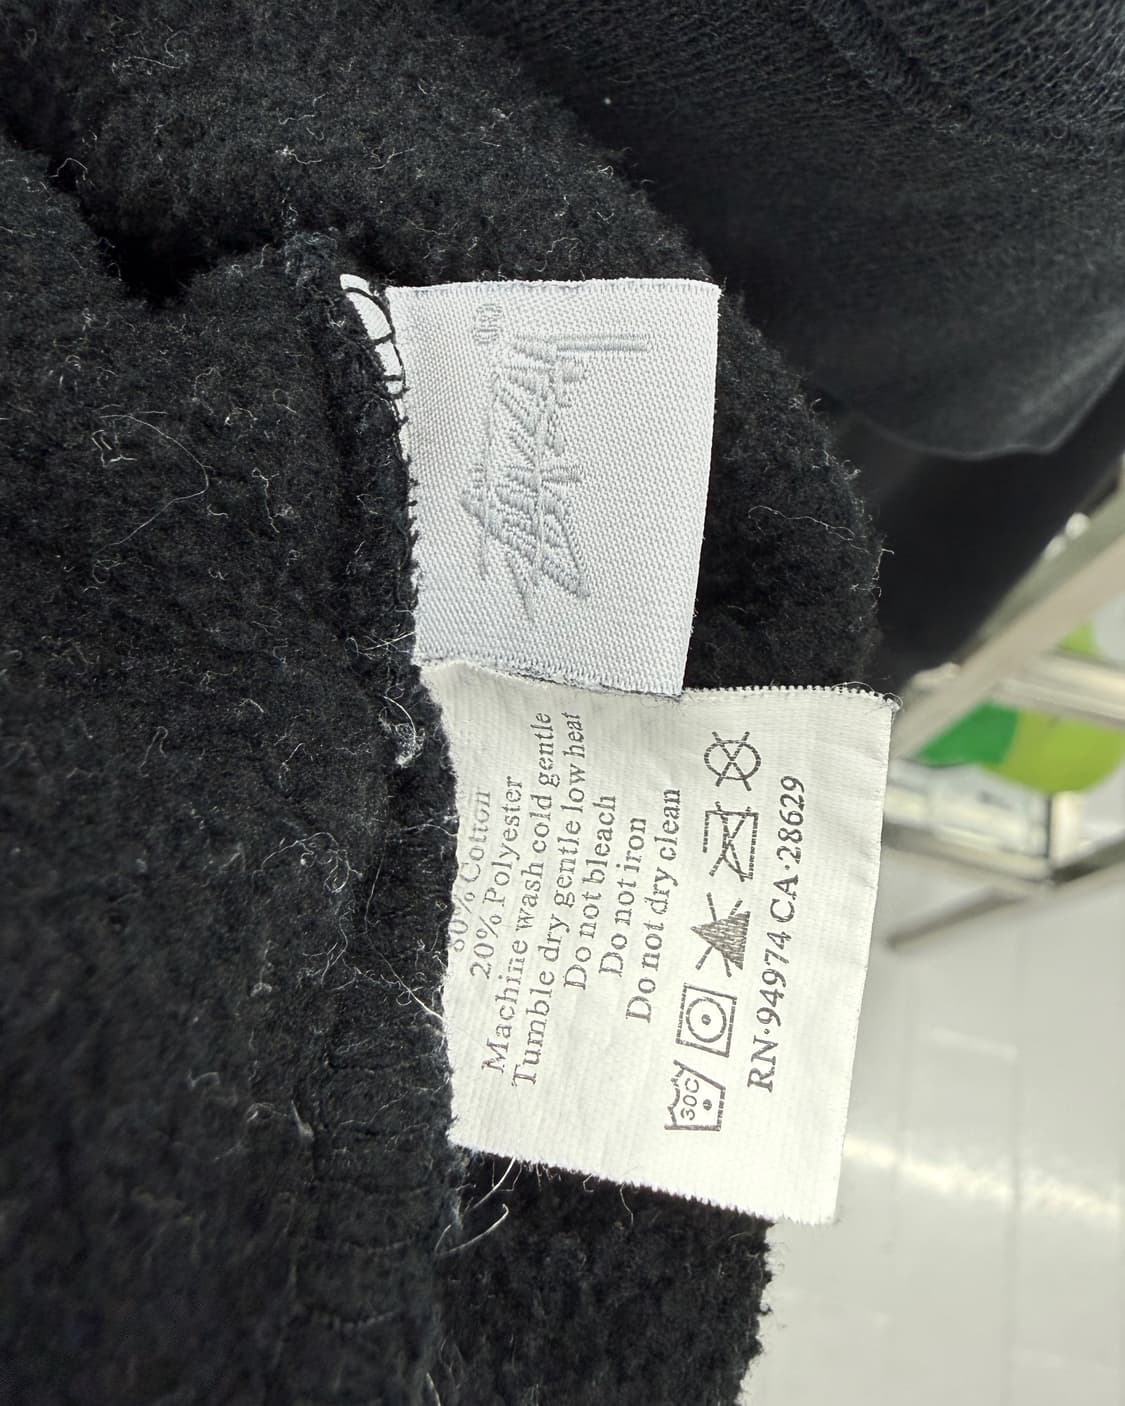 Stüssy
®
80% Cotton
20% Polyester
Machine wash cold gentle
Tumble dry gentle low heat
Do not bleach
Do not iron
Do not dry clean
30C
RN·94974 CA·28629